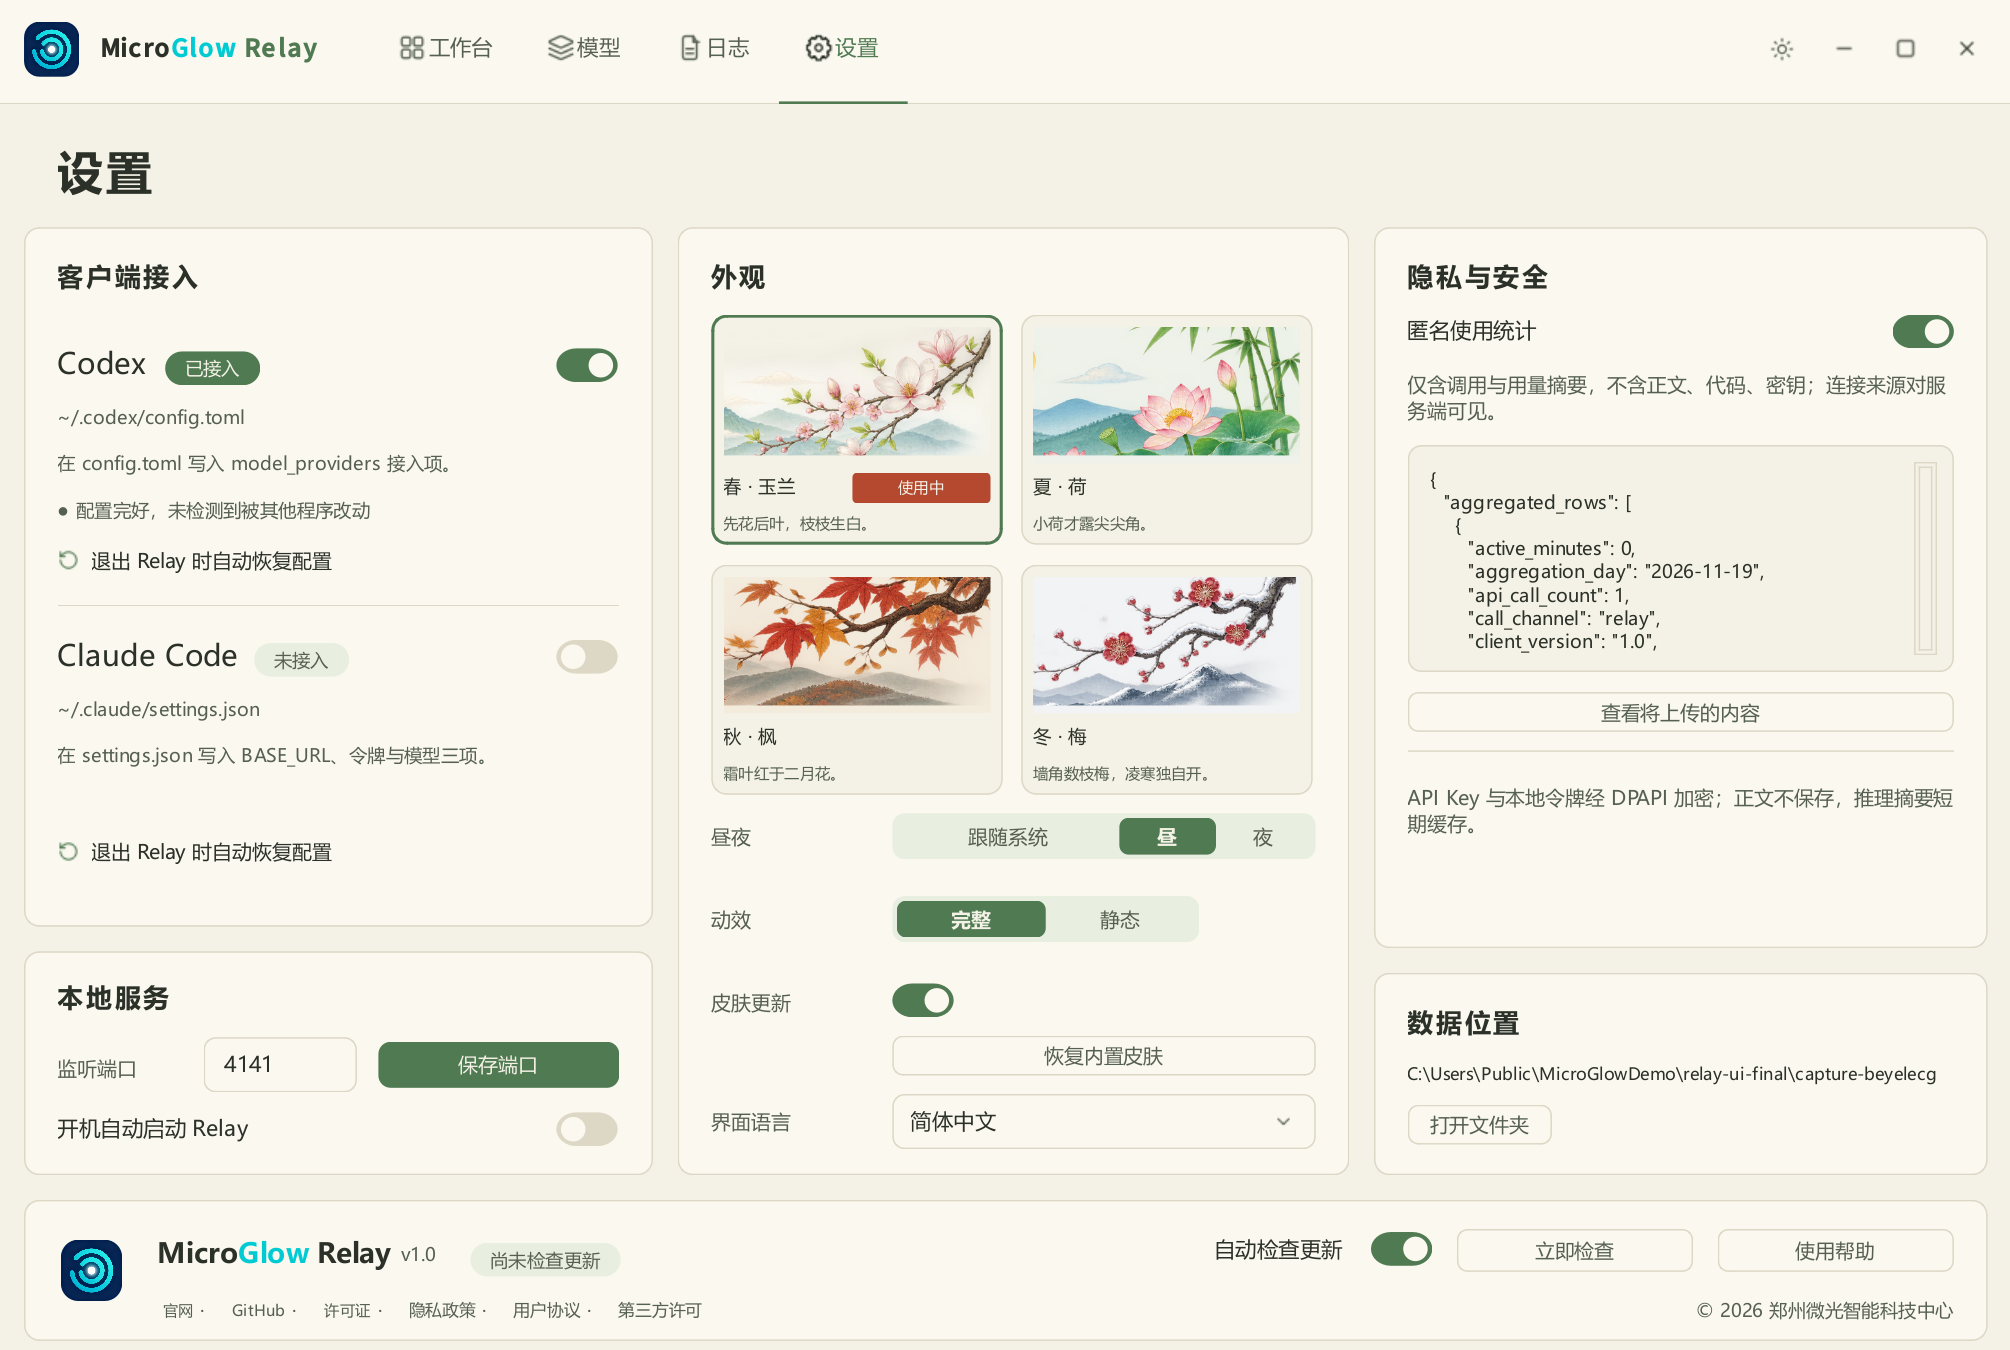 MicroGlow Relay
工作台
模型
日志
设置
设置
客户端接入
Codex 已接入
~/.codex/config.toml
在 config.toml 写入 model_providers 接入项。
● 配置完好，未检测到被其他程序改动
退出 Relay 时自动恢复配置
Claude Code 未接入
~/.claude/settings.json
在 settings.json 写入 BASE_URL、令牌与模型三项。
退出 Relay 时自动恢复配置
本地服务
监听端口 4141 保存端口
开机自动启动 Relay
外观
春 · 玉兰 使用中
先花后叶，枝枝生白。
夏 · 荷
小荷才露尖尖角。
秋 · 枫
霜叶红于二月花。
冬 · 梅
墙角数枝梅，凌寒独自开。
昼夜 跟随系统 昼 夜
动效 完整 静态
皮肤更新
恢复内置皮肤
界面语言 简体中文
隐私与安全
匿名使用统计
仅含调用与用量摘要，不含正文、代码、密钥；连接来源对服
务端可见。
{
"aggregated_rows": [
{
"active_minutes": 0,
"aggregation_day": "2026-11-19",
"api_call_count": 1,
"call_channel": "relay",
"client_version": "1.0",
查看将上传的内容
API Key 与本地令牌经 DPAPI 加密；正文不保存，推理摘要短
期缓存。
数据位置
C:\Users\Public\MicroGlowDemo\relay-ui-final\capture-beyelecg
打开文件夹
MicroGlow Relay v1.0 尚未检查更新
官网 · GitHub · 许可证 · 隐私政策 · 用户协议 · 第三方许可
自动检查更新 立即检查 使用帮助
© 2026 郑州微光智能科技中心